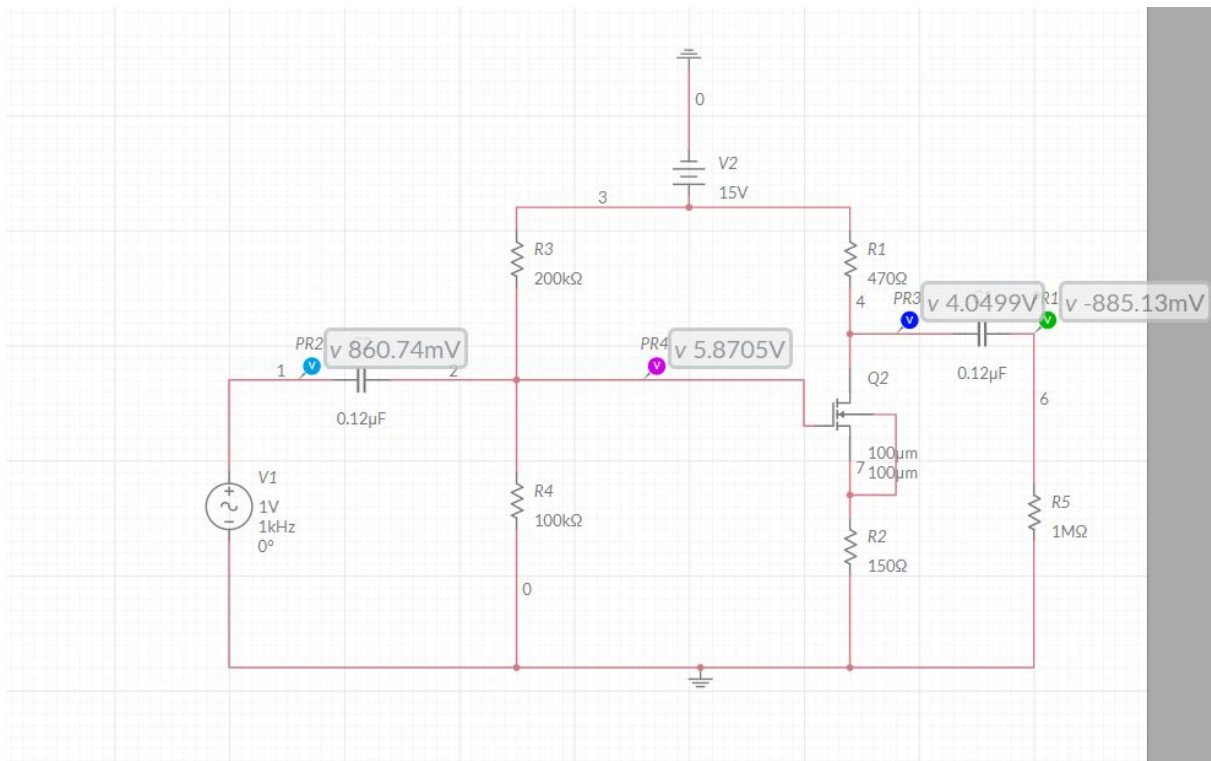 0
V2
15V
3
R3
200kΩ
R1
470Ω
4
PR3
v 4.0499V
R1
v -885.13mV
V
V
PR2
v 860.74mV
PR4
v 5.8705V
V
V
1
2
0.12µF
Q2
0.12µF
6
100µm
100µm
7
V1
1V
1kHz
0°
R4
100kΩ
R5
1MΩ
R2
150Ω
0